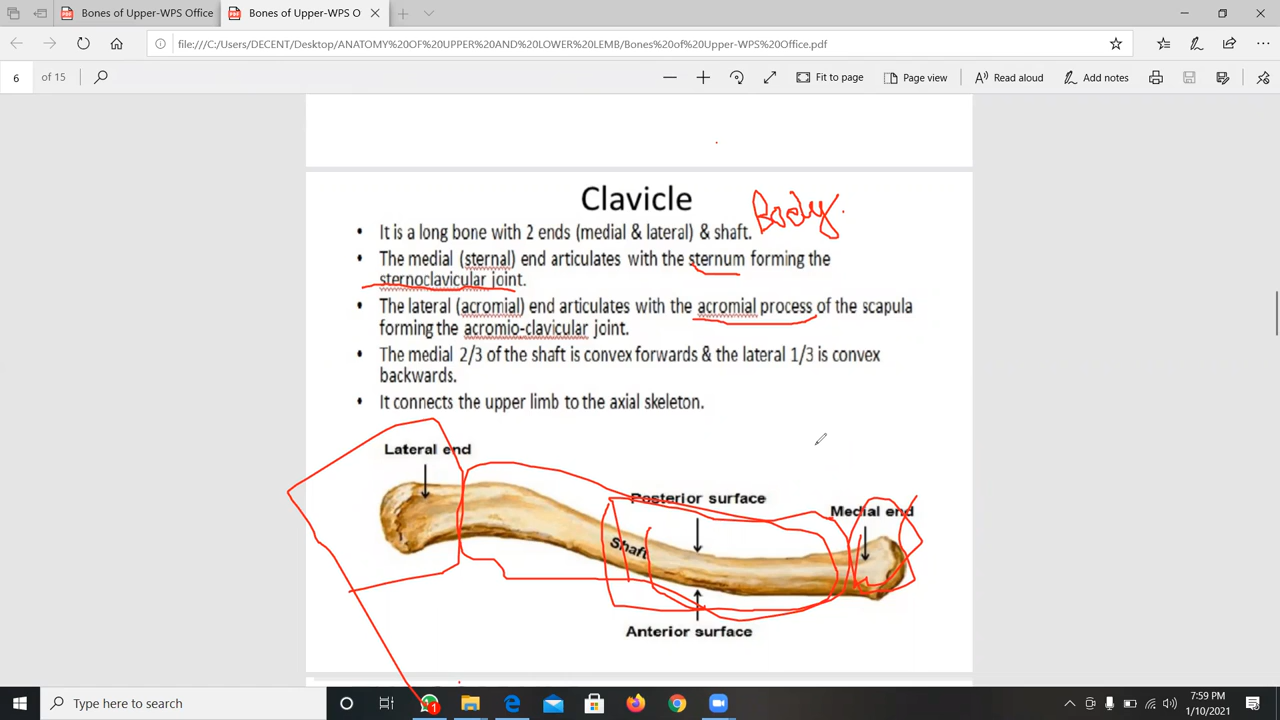 Bones of Upper-WPS Office
Bones of Upper-WPS O
file:///C:/Users/DECENT/Desktop/ANATOMY%20OF%20UPPER%20AND%20LOWER%20LEMB/Bones%20of%20Upper-WPS%20Office.pdf
6 of 15
Fit to page
Page view
Read aloud
Add notes
Clavicle
Body.
• It is a long bone with 2 ends (medial & lateral) & shaft.
• The medial (sternal) end articulates with the sternum forming the
sternoclavicular joint.
• The lateral (acromial) end articulates with the acromial process of the scapula
forming the acromio-clavicular joint.
• The medial 2/3 of the shaft is convex forwards & the lateral 1/3 is convex
backwards.
• It connects the upper limb to the axial skeleton.
Lateral end
Posterior surface
Medial end
Shaft
Anterior surface
Type here to search
1
7:59 PM
1/10/2021